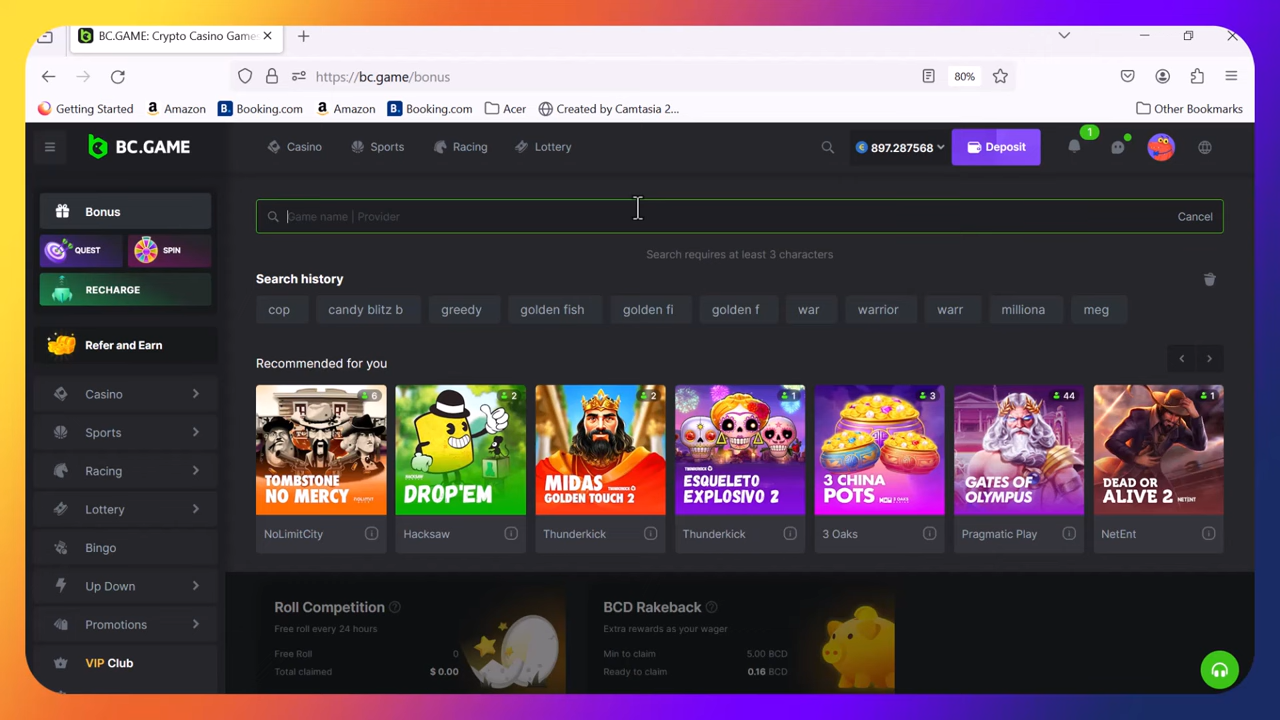 BC.GAME: Crypto Casino Game
https://bc.game/bonus
80%
Getting Started
Amazon
B.
Booking.com
Amazon
B.
Booking.com
Acer
Created by Camtasia 2...
Other Bookmarks
BC.GAME
Casino
Sports
Racing
Lottery
897.287568
Deposit
1
Bonus
QUEST
SPIN
RECHARGE
Refer and Earn
Casino
Sports
Racing
Lottery
Bingo
Up Down
Promotions
VIP Club
Game name | Provider
Cancel
Search requires at least 3 characters
Search history
cop
candy blitz b
greedy
golden fish
golden fi
golden f
war
warrior
warr
milliona
meg
Recommended for you
6
TOMBSTONE
NO MERCY
NoLimitCity
2
DROP'EM
Hacksaw
2
MIDAS
THUNDERKICK
GOLDEN TOUCH 2
Thunderkick
1
THUNDERKICK
ESQUELETO
EXPLOSIVO 2
Thunderkick
3
3 CHINA
POTS
3 OAKS
3 Oaks
44
GATES OF
OLYMPUS
Pragmatic Play
1
DEAD OR
ALIVE 2
NETENT
NetEnt
Roll Competition
Free roll every 24 hours
Free Roll
0
Total claimed
$ 0.00
BCD Rakeback
Extra rewards as your wager
Min to claim
5.00 BCD
Ready to claim
0.16 BCD